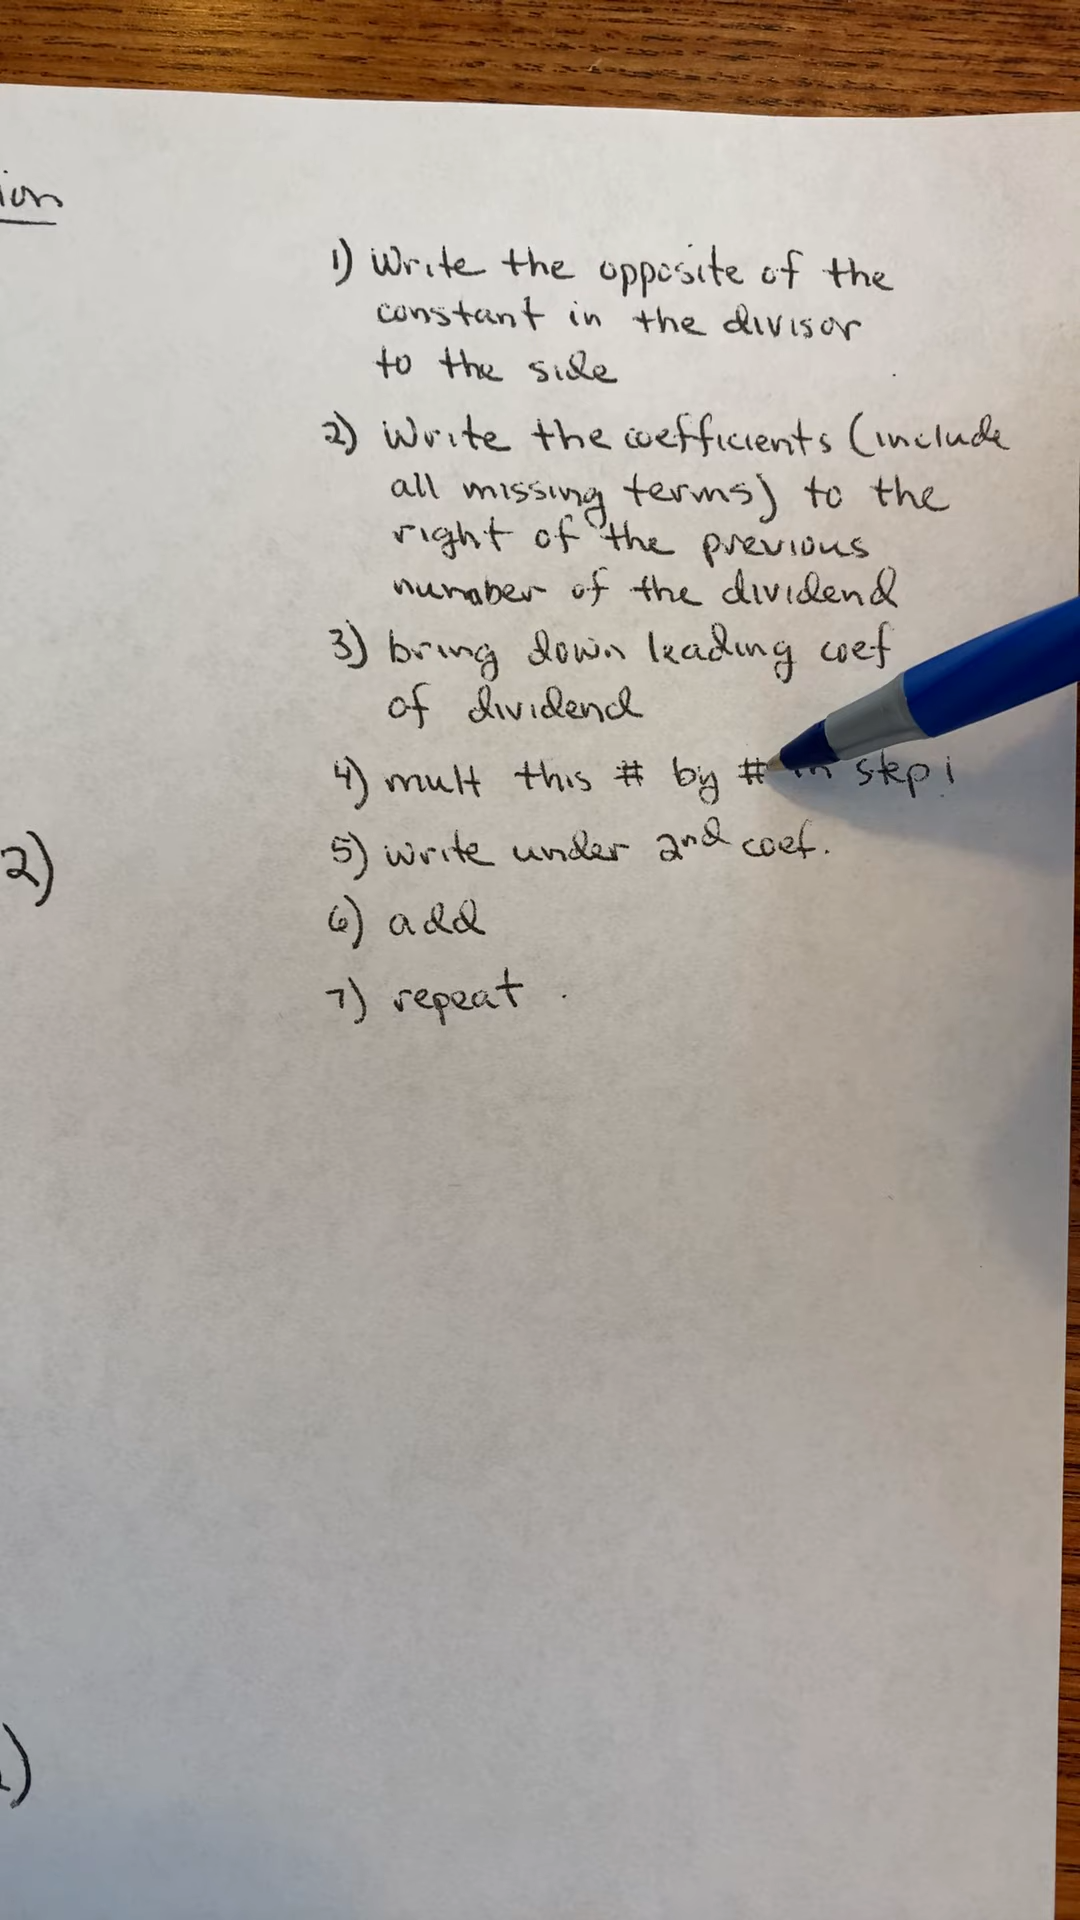 ion
1) Write the opposite of the
constant in the divisor
to the side
2) Write the coefficients (include
all missing terms) to the
right of the previous
number of the dividend
3) bring down leading coef
of dividend
4) mult this # by # in step 1
5) write under 2nd coef.
2)
6) add
7) repeat
)